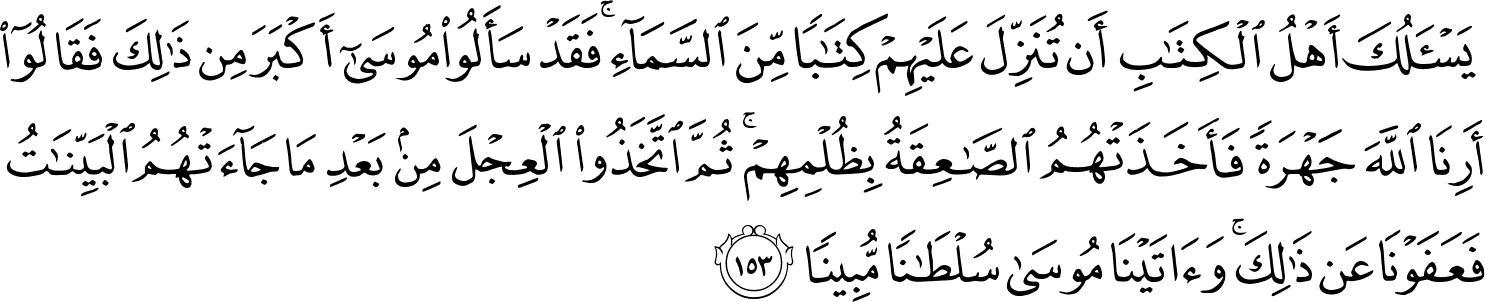 يَسْـَٔلُكَ أَهْلُ ٱلْكِتَٰبِ أَن تُنَزِّلَ عَلَيْهِمْ كِتَٰبًا مِّنَ ٱلسَّمَآءِ ۚ فَقَدْ سَأَلُوا۟ مُوسَىٰٓ أَكْبَرَ مِن ذَٰلِكَ فَقَالُوٓا۟
أَرِنَا ٱللَّهَ جَهْرَةً فَأَخَذَتْهُمُ ٱلصَّٰعِقَةُ بِظُلْمِهِمْ ۚ ثُمَّ ٱتَّخَذُوا۟ ٱلْعِجْلَ مِنۢ بَعْدِ مَا جَآءَتْهُمُ ٱلْبَيِّنَٰتُ
فَعَفَوْنَا عَن ذَٰلِكَ ۚ وَءَاتَيْنَا مُوسَىٰ سُلْطَٰنًا مُّبِينًا ١٥٣